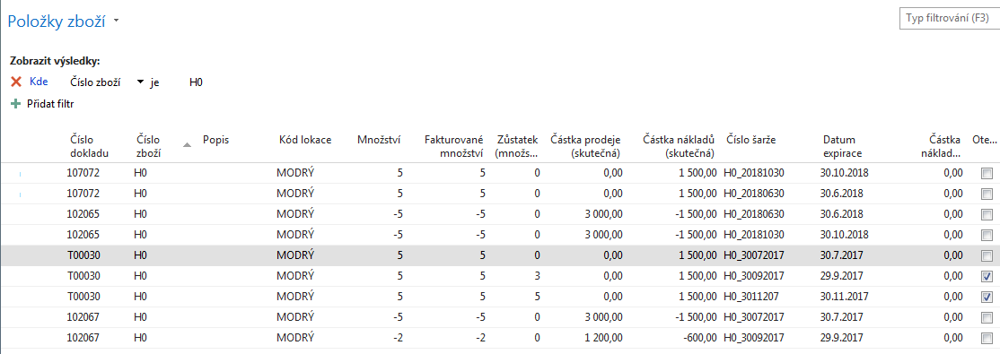 Položky zboží
Typ filtrování (F3)
Zobrazit výsledky:
Kde Číslo zboží je H0
Přidat filtr
Číslo dokladu Číslo zboží Popis Kód lokace Množství Fakturované množství Zůstatek (množs... Částka prodeje (skutečná) Částka nákladů (skutečná) Číslo šarže Datum expirace Částka náklad... Ote...
107072 H0 MODRÝ 5 5 0 0,00 1 500,00 H0_20181030 30.10.2018 0,00
107072 H0 MODRÝ 5 5 0 0,00 1 500,00 H0_20180630 30.6.2018 0,00
102065 H0 MODRÝ -5 -5 0 3 000,00 -1 500,00 H0_20180630 30.6.2018 0,00
102065 H0 MODRÝ -5 -5 0 3 000,00 -1 500,00 H0_20181030 30.10.2018 0,00
T00030 H0 MODRÝ 5 5 0 0,00 1 500,00 H0_30072017 30.7.2017 0,00
T00030 H0 MODRÝ 5 5 3 0,00 1 500,00 H0_30092017 29.9.2017 0,00
T00030 H0 MODRÝ 5 5 5 0,00 1 500,00 H0_3011207 30.11.2017 0,00
102067 H0 MODRÝ -5 -5 0 3 000,00 -1 500,00 H0_30072017 30.7.2017 0,00
102067 H0 MODRÝ -2 -2 0 1 200,00 -600,00 H0_30092017 29.9.2017 0,00